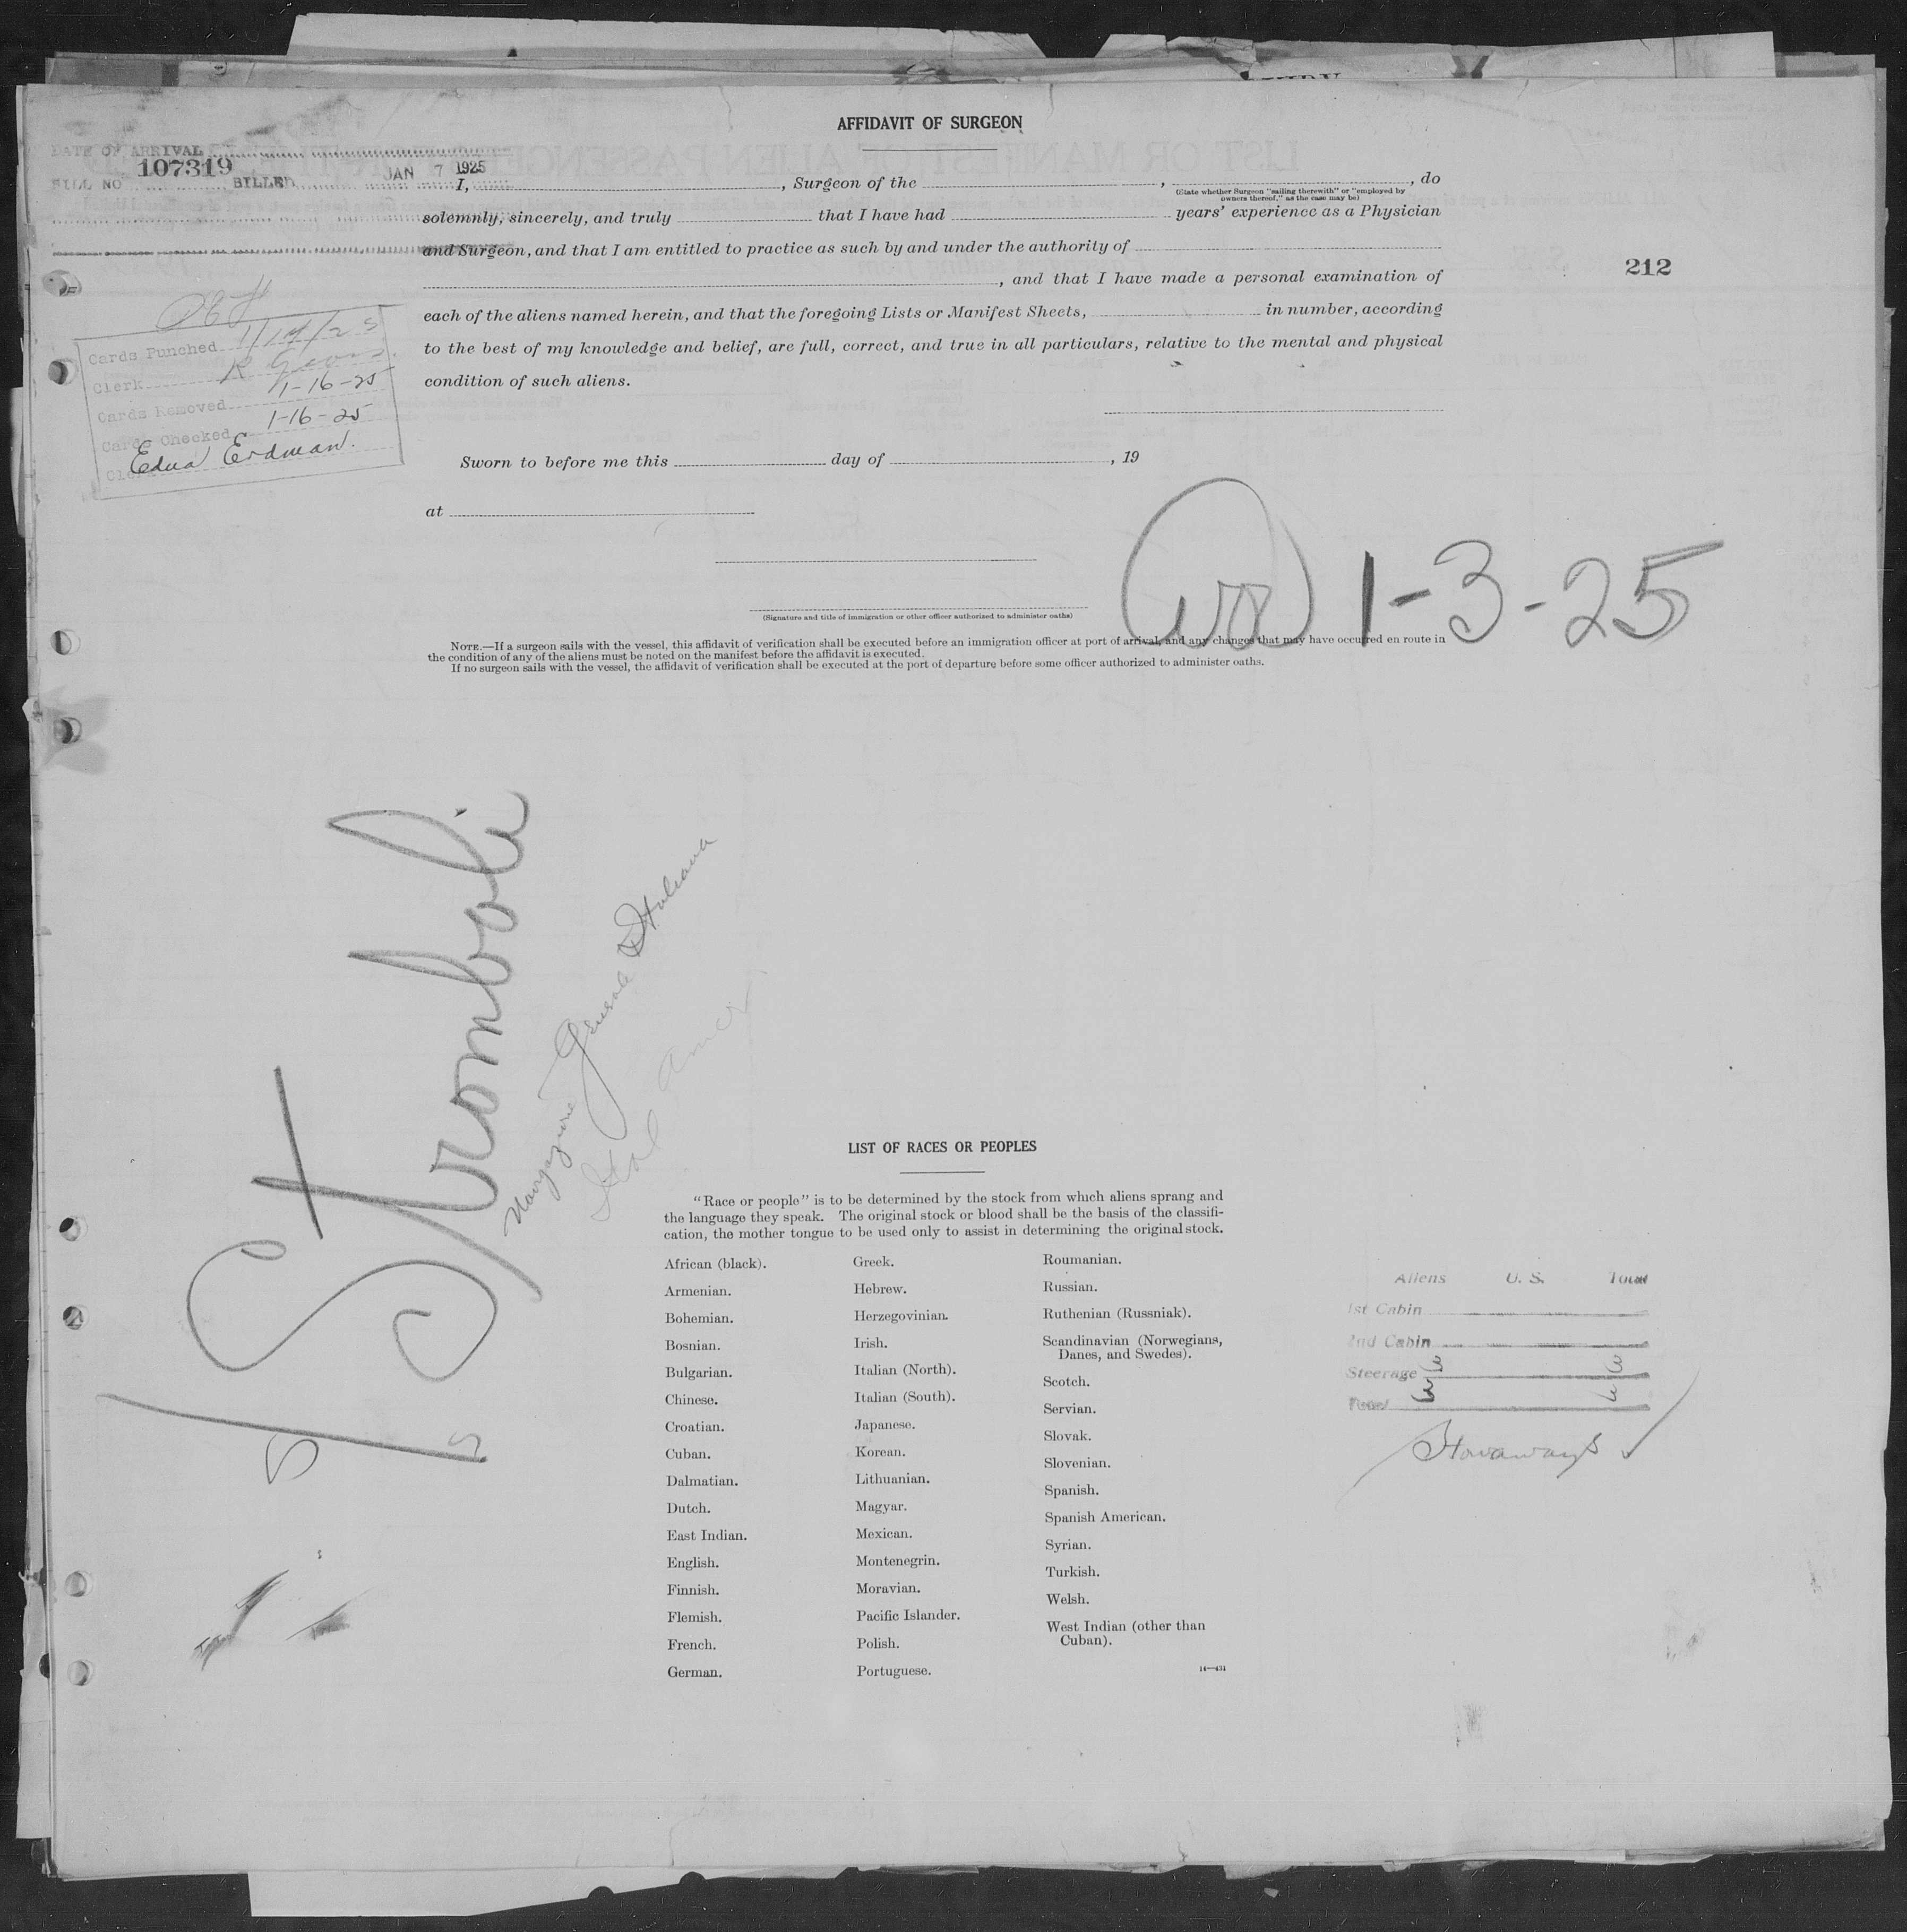 AFFIDAVIT OF SURGEON
DATE OF ARRIVAL
BILL NO 107319 BILLED JAN 7 1925
I, , Surgeon of the , , do
(State whether Surgeon "sailing therewith" or "employed by
owners thereof," as the case may be)
solemnly, sincerely, and truly that I have had years' experience as a Physician
and Surgeon, and that I am entitled to practice as such by and under the authority of
, and that I have made a personal examination of
212
each of the aliens named herein, and that the foregoing Lists or Manifest Sheets, in number, according
to the best of my knowledge and belief, are full, correct, and true in all particulars, relative to the mental and physical
condition of such aliens.
Cards Punched 1/14/25
Clerk
Cards Removed 1-16-25
Cards Checked 1-16-25
Clerk Edna Erdman.
Sworn to before me this day of , 19
at
1-3-25
(Signature and title of immigration or other officer authorized to administer oaths)
NOTE.—If a surgeon sails with the vessel, this affidavit of verification shall be executed before an immigration officer at port of arrival, and any changes that may have occurred en route in
the condition of any of the aliens must be noted on the manifest before the affidavit is executed.
If no surgeon sails with the vessel, the affidavit of verification shall be executed at the port of departure before some officer authorized to administer oaths.
S/S Stromboli
Navigazione Generale Italiana
Ital Amer
LIST OF RACES OR PEOPLES
"Race or people" is to be determined by the stock from which aliens sprang and
the language they speak. The original stock or blood shall be the basis of the classifi-
cation, the mother tongue to be used only to assist in determining the original stock.
African (black).
Armenian.
Bohemian.
Bosnian.
Bulgarian.
Chinese.
Croatian.
Cuban.
Dalmatian.
Dutch.
East Indian.
English.
Finnish.
Flemish.
French.
German.
Greek.
Hebrew.
Herzegovinian.
Irish.
Italian (North).
Italian (South).
Japanese.
Korean.
Lithuanian.
Magyar.
Mexican.
Montenegrin.
Moravian.
Pacific Islander.
Polish.
Portuguese.
Roumanian.
Russian.
Ruthenian (Russniak).
Scandinavian (Norwegians,
Danes, and Swedes).
Scotch.
Servian.
Slovak.
Slovenian.
Spanish.
Spanish American.
Syrian.
Turkish.
Welsh.
West Indian (other than
Cuban).
14—431
Aliens U. S. Total
1st Cabin
2nd Cabin
Steerage 3 3
Total 3 3
Stowaways